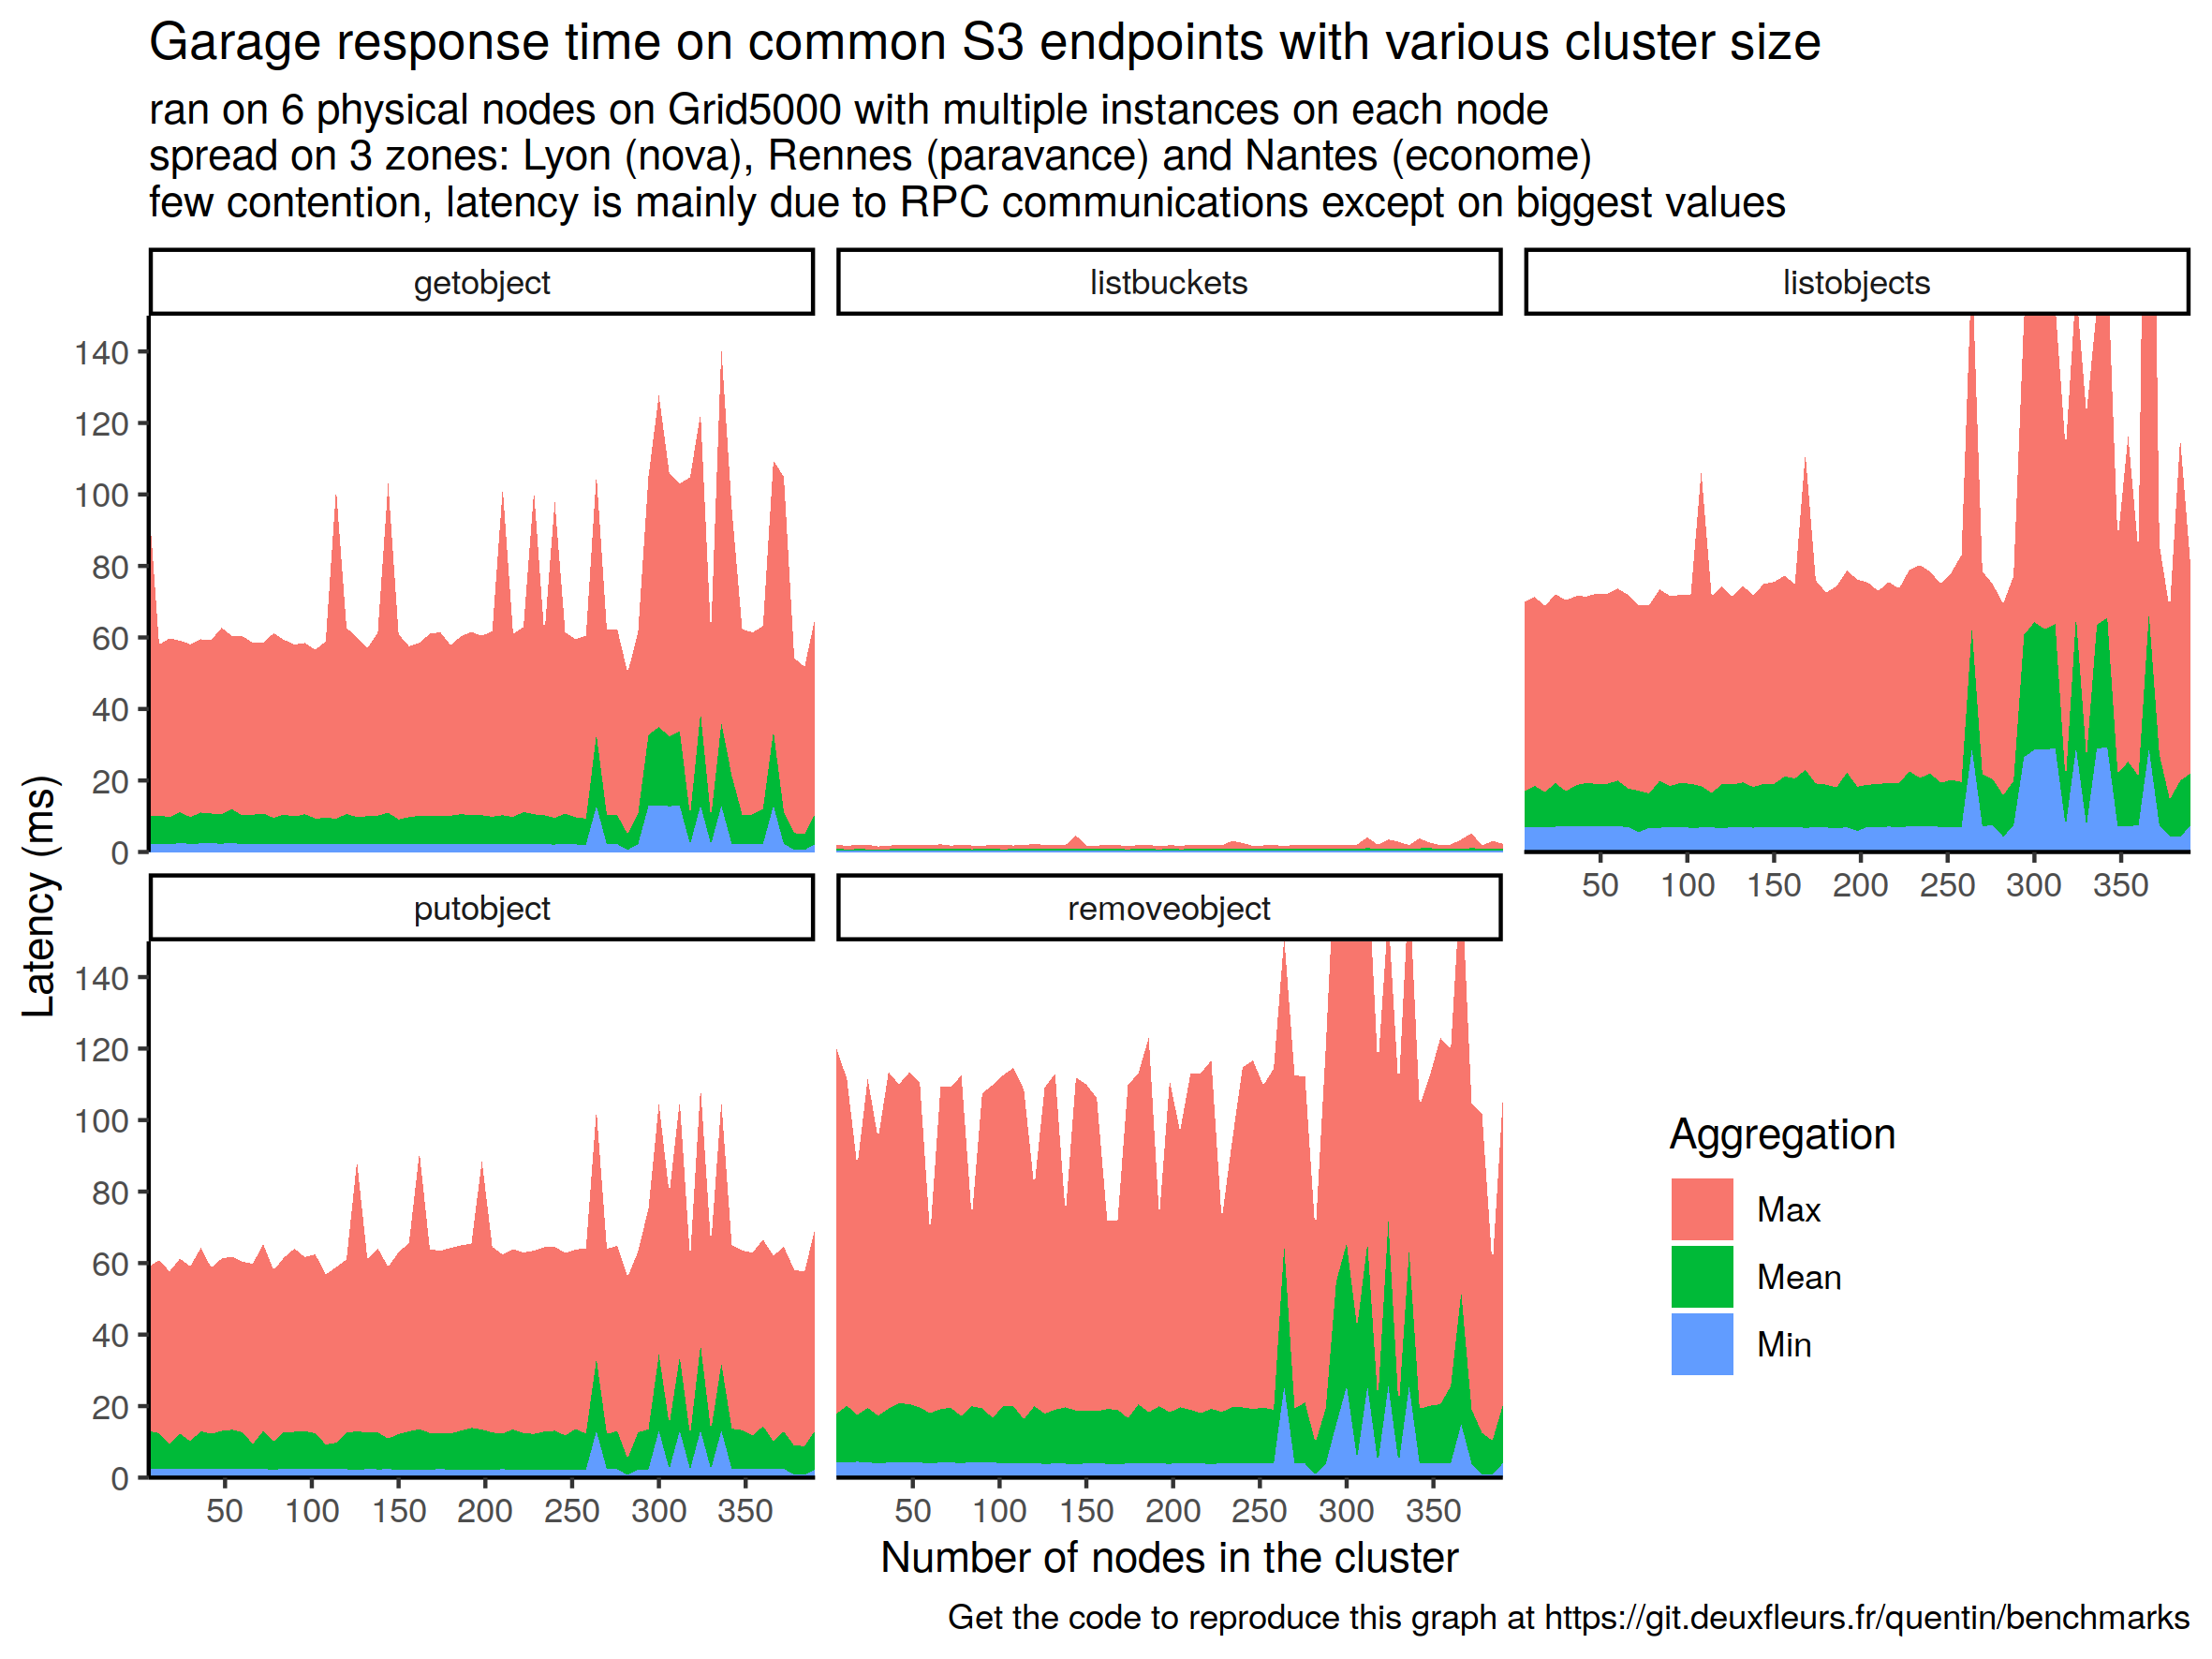 Garage response time on common S3 endpoints with various cluster size
ran on 6 physical nodes on Grid5000 with multiple instances on each node
spread on 3 zones: Lyon (nova), Rennes (paravance) and Nantes (econome)
few contention, latency is mainly due to RPC communications except on biggest values
getobject
listbuckets
listobjects
140
120
100
80
60
40
20
0
50 100 150 200 250 300 350
Latency (ms)
putobject
removeobject
140
120
100
80
60
40
20
0
50 100 150 200 250 300 350
50 100 150 200 250 300 350
Aggregation
Max
Mean
Min
Number of nodes in the cluster
Get the code to reproduce this graph at https://git.deuxfleurs.fr/quentin/benchmarks